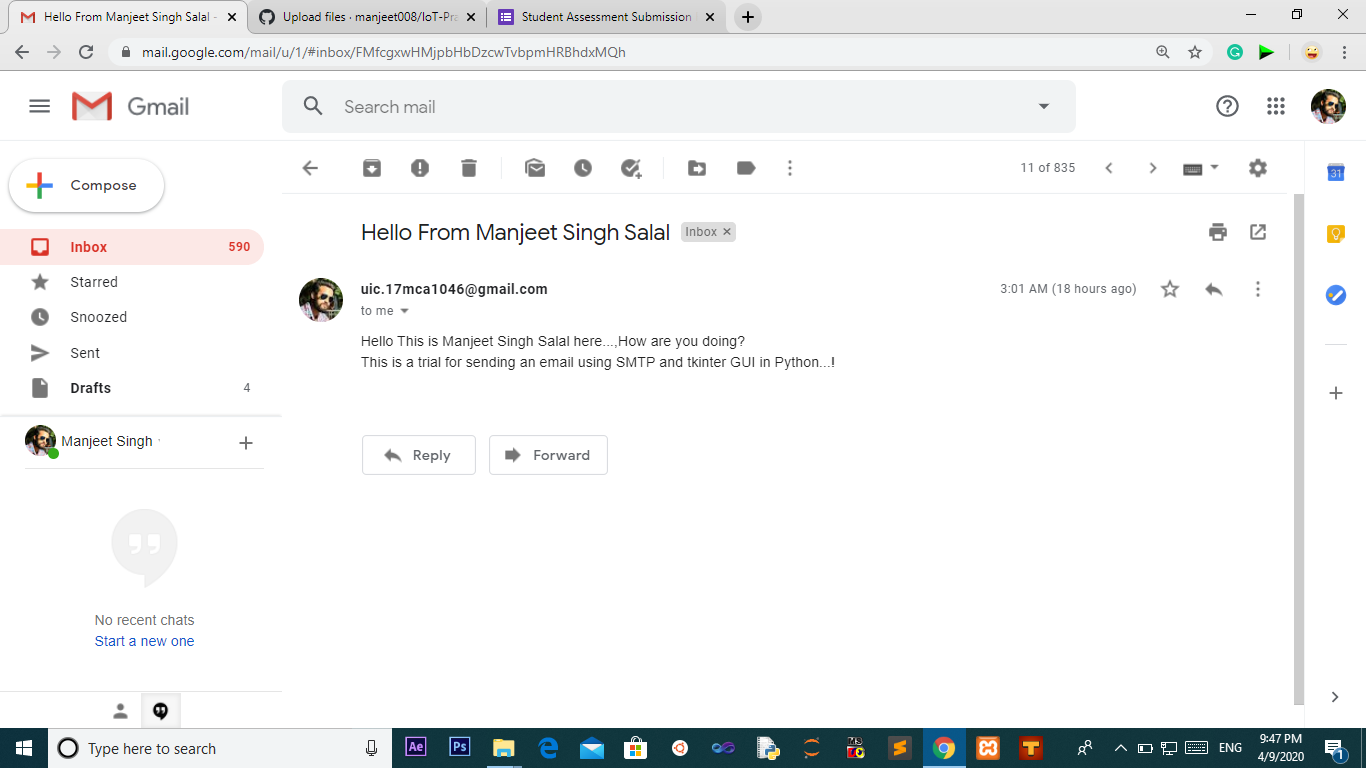 Hello From Manjeet Singh Salal -
Upload files · manjeet008/IoT-Pra
Student Assessment Submission
mail.google.com/mail/u/1/#inbox/FMfcgxwHMjpbHbDzcwTvbpmHRBhdxMQh
Gmail
Search mail
Compose
11 of 835
31
Inbox 590
Starred
Snoozed
Sent
Drafts 4
Hello From Manjeet Singh Salal Inbox ×
uic.17mca1046@gmail.com
3:01 AM (18 hours ago)
to me
Hello This is Manjeet Singh Salal here...,How are you doing?
This is a trial for sending an email using SMTP and tkinter GUI in Python...!
Reply
Forward
Manjeet Singh
No recent chats
Start a new one
Type here to search
Ae
Ps
T
ENG
9:47 PM
4/9/2020
1